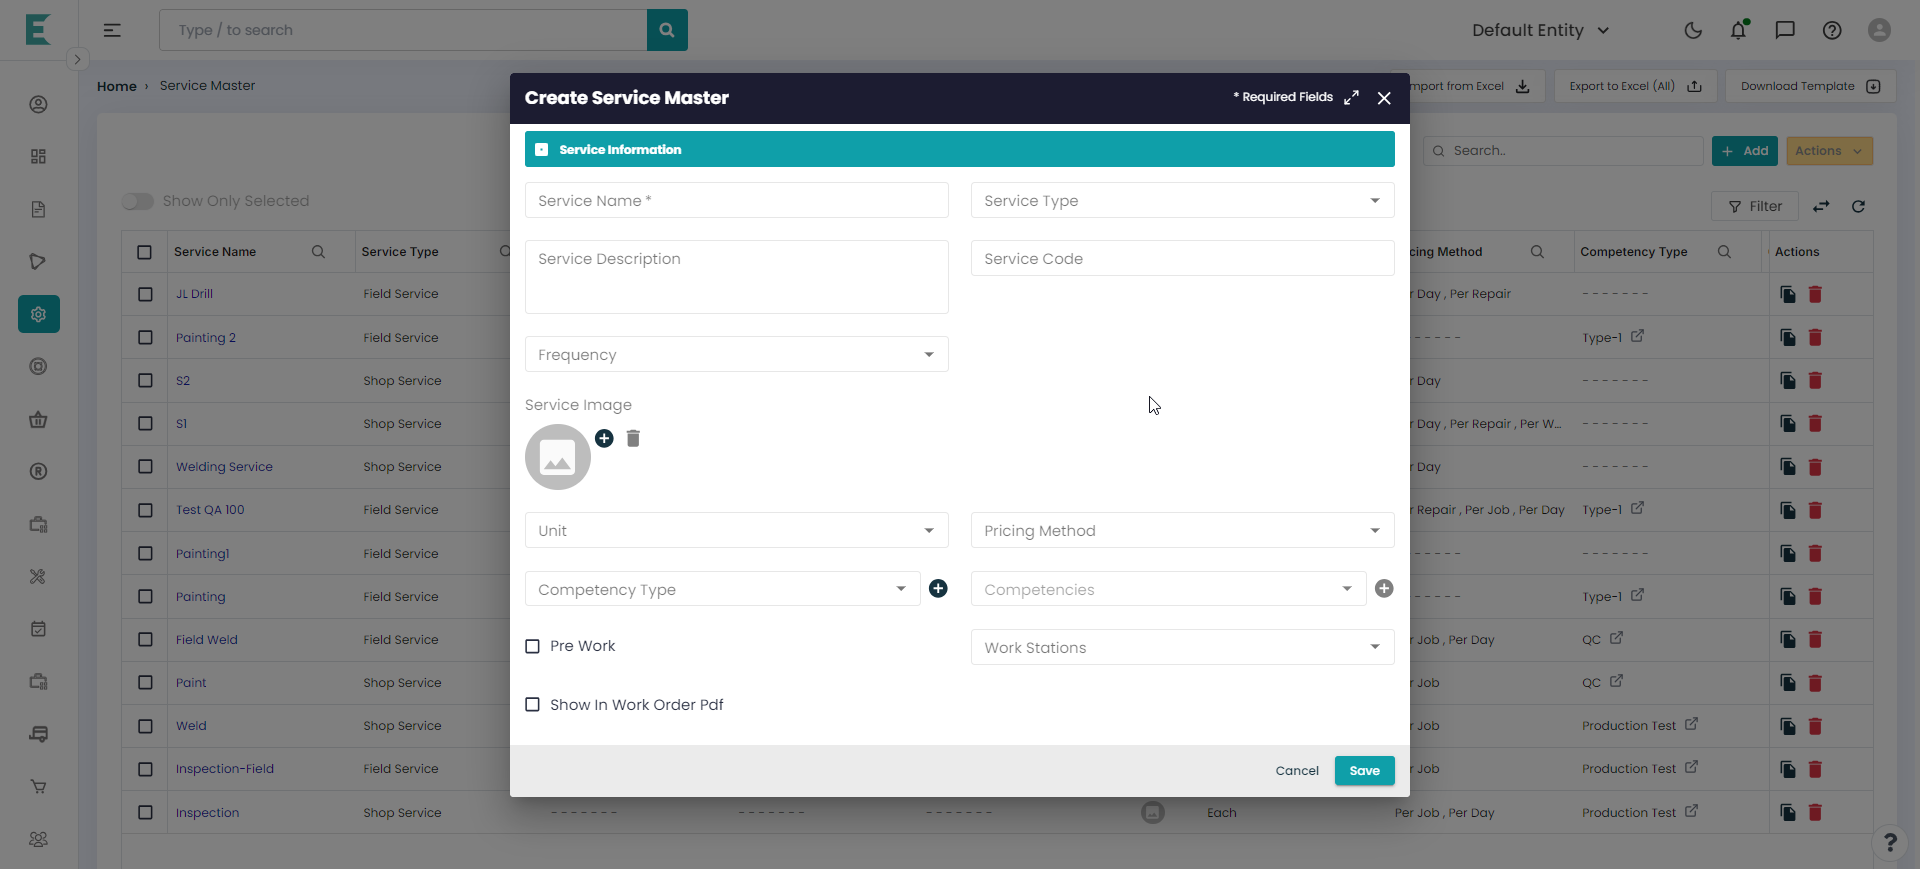 Type / to search
Default Entity
Home › Service Master
Import from Excel
Export to Excel (All)
Download Template
Create Service Master
* Required Fields
Service Information
Search..
+ Add
Actions
Service Name *
Service Type
Show Only Selected
Filter
Service Description
Service Code
Service Name
Service Type
cing Method
Competency Type
Actions
JL Drill
Field Service
r Day , Per Repair
- - - - - - -
Painting 2
Field Service
- - - - -
Type-1
Frequency
S2
Shop Service
r Day
- - - - - - -
Service Image
S1
Shop Service
r Day , Per Repair , Per W...
- - - - - - -
Welding Service
Shop Service
r Day
- - - - - - -
Test QA 100
Field Service
r Repair , Per Job , Per Day
Type-1
Unit
Pricing Method
Painting1
Field Service
- - - - -
- - - - - - -
Competency Type
Competencies
Painting
Field Service
- - - - -
Type-1
Field Weld
Field Service
r Job , Per Day
QC
Pre Work
Work Stations
Paint
Shop Service
r Job
QC
Show In Work Order Pdf
Weld
Shop Service
r Job
Production Test
Inspection-Field
Field Service
r Job
Production Test
Cancel
Save
Inspection
Shop Service
- - - - - - -
- - - - - - -
- - - - - - -
Each
Per Job , Per Day
Production Test
?